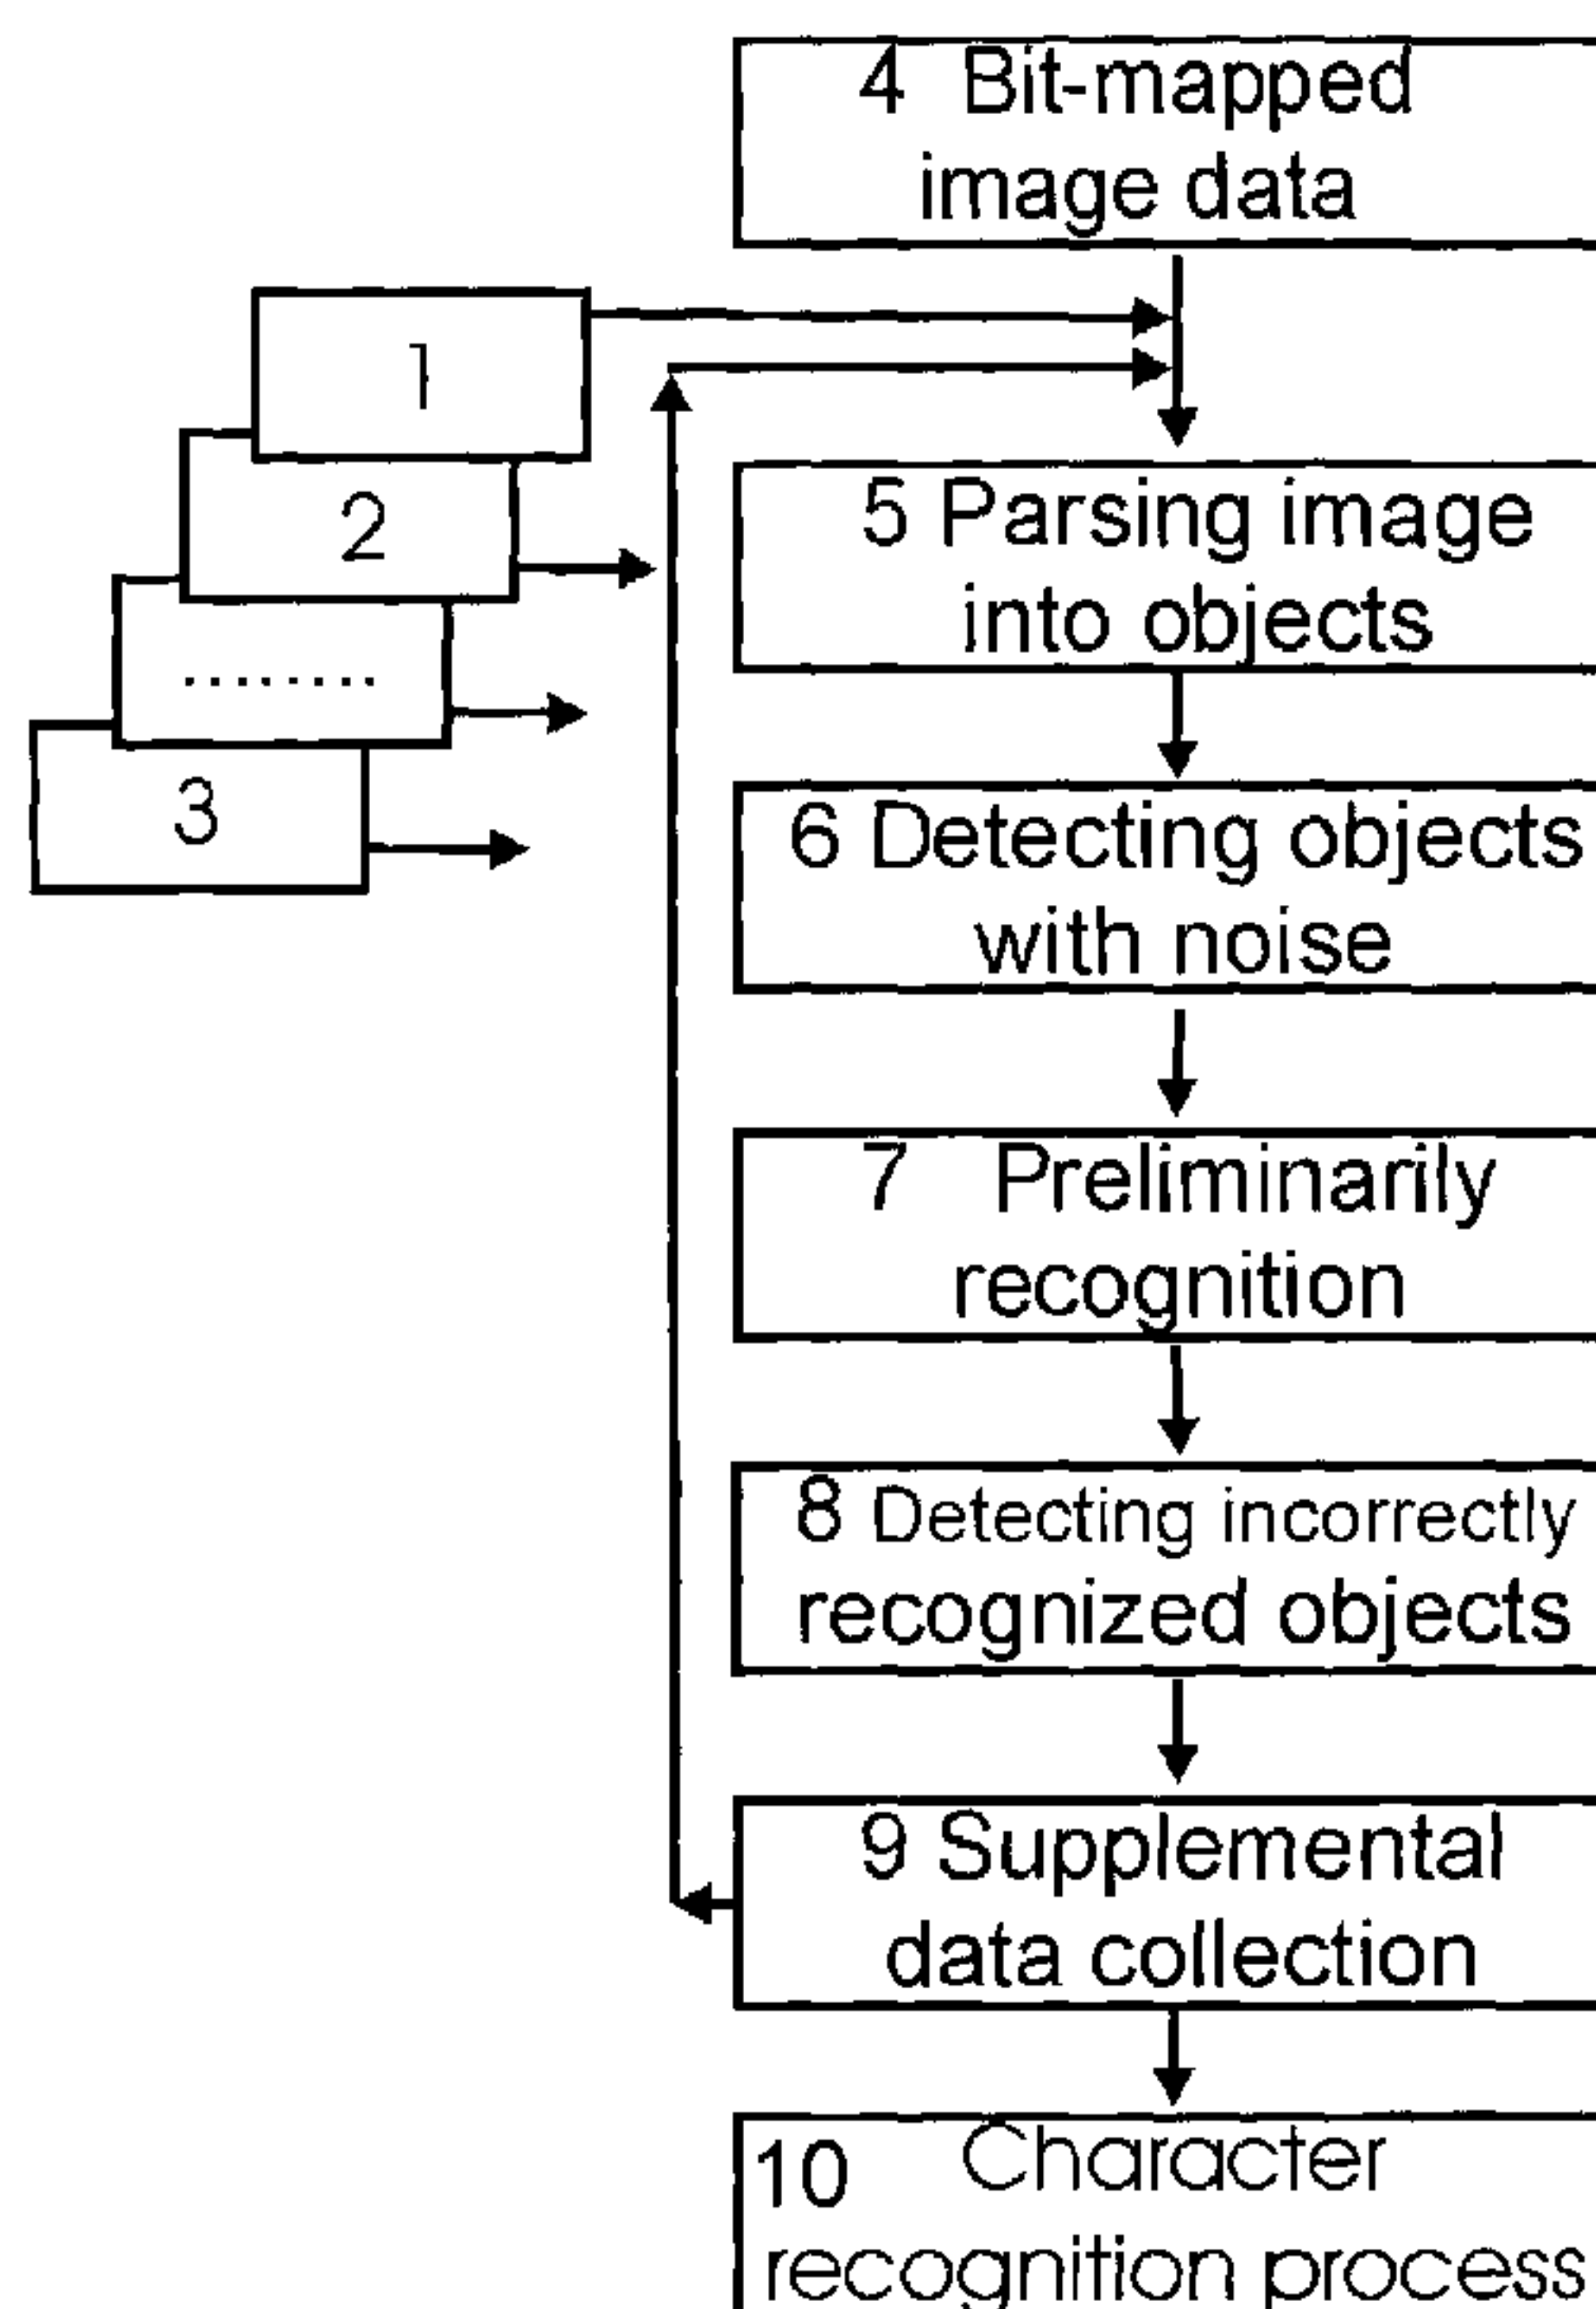 4 Bit-mapped
image data
1
2
........
3
5 Parsing image
into objects
6 Detecting objects
with noise
7 Preliminarily
recognition
8 Detecting incorrectly
recognized objects
9 Supplemental
data collection
10 Character
recognition process